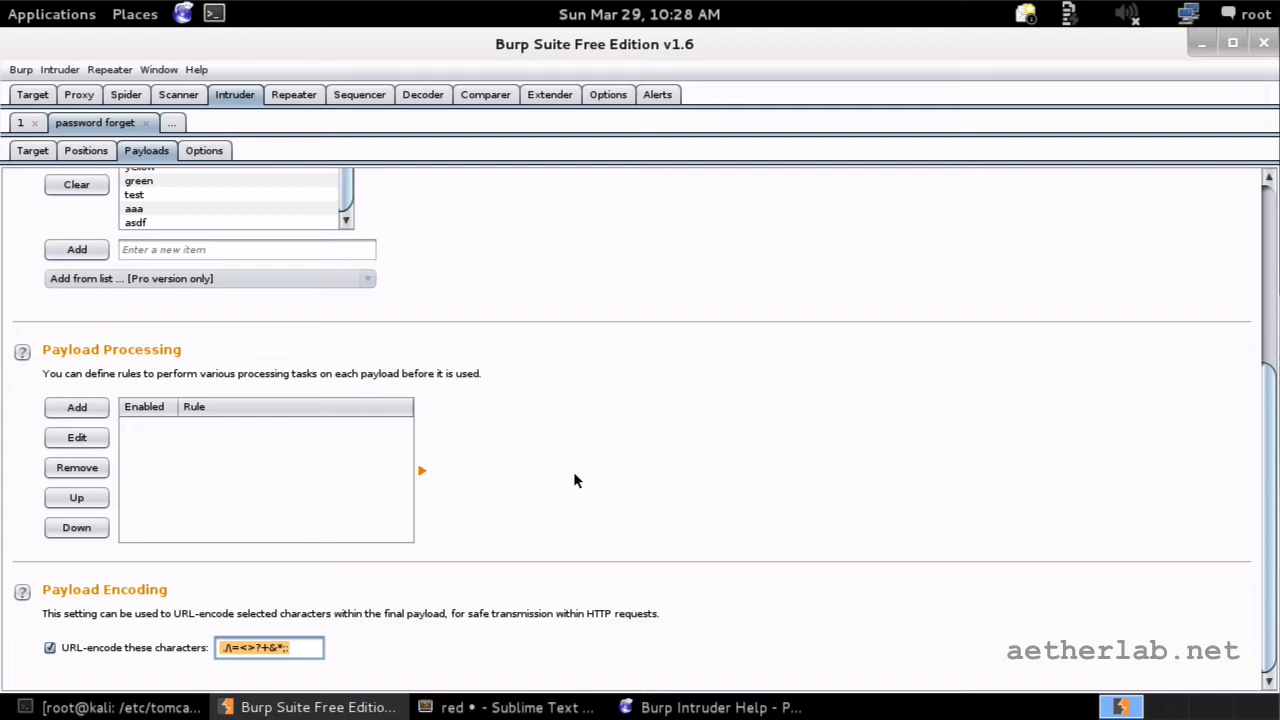 Applications Places Sun Mar 29, 10:28 AM root
Burp Suite Free Edition v1.6
Burp Intruder Repeater Window Help
Target Proxy Spider Scanner Intruder Repeater Sequencer Decoder Comparer Extender Options Alerts
1 × password forget × ...
Target Positions Payloads Options
yellow
Clear green
test
aaa
asdf
Add Enter a new item
Add from list ... [Pro version only]
? Payload Processing
You can define rules to perform various processing tasks on each payload before it is used.
Add Enabled Rule
Edit
Remove
Up
Down
? Payload Encoding
This setting can be used to URL-encode selected characters within the final payload, for safe transmission within HTTP requests.
URL-encode these characters: ./\=<>?+&*;:
aetherlab.net
[root@kali: /etc/tomca... Burp Suite Free Editio... red • - Sublime Text ... Burp Intruder Help - P...